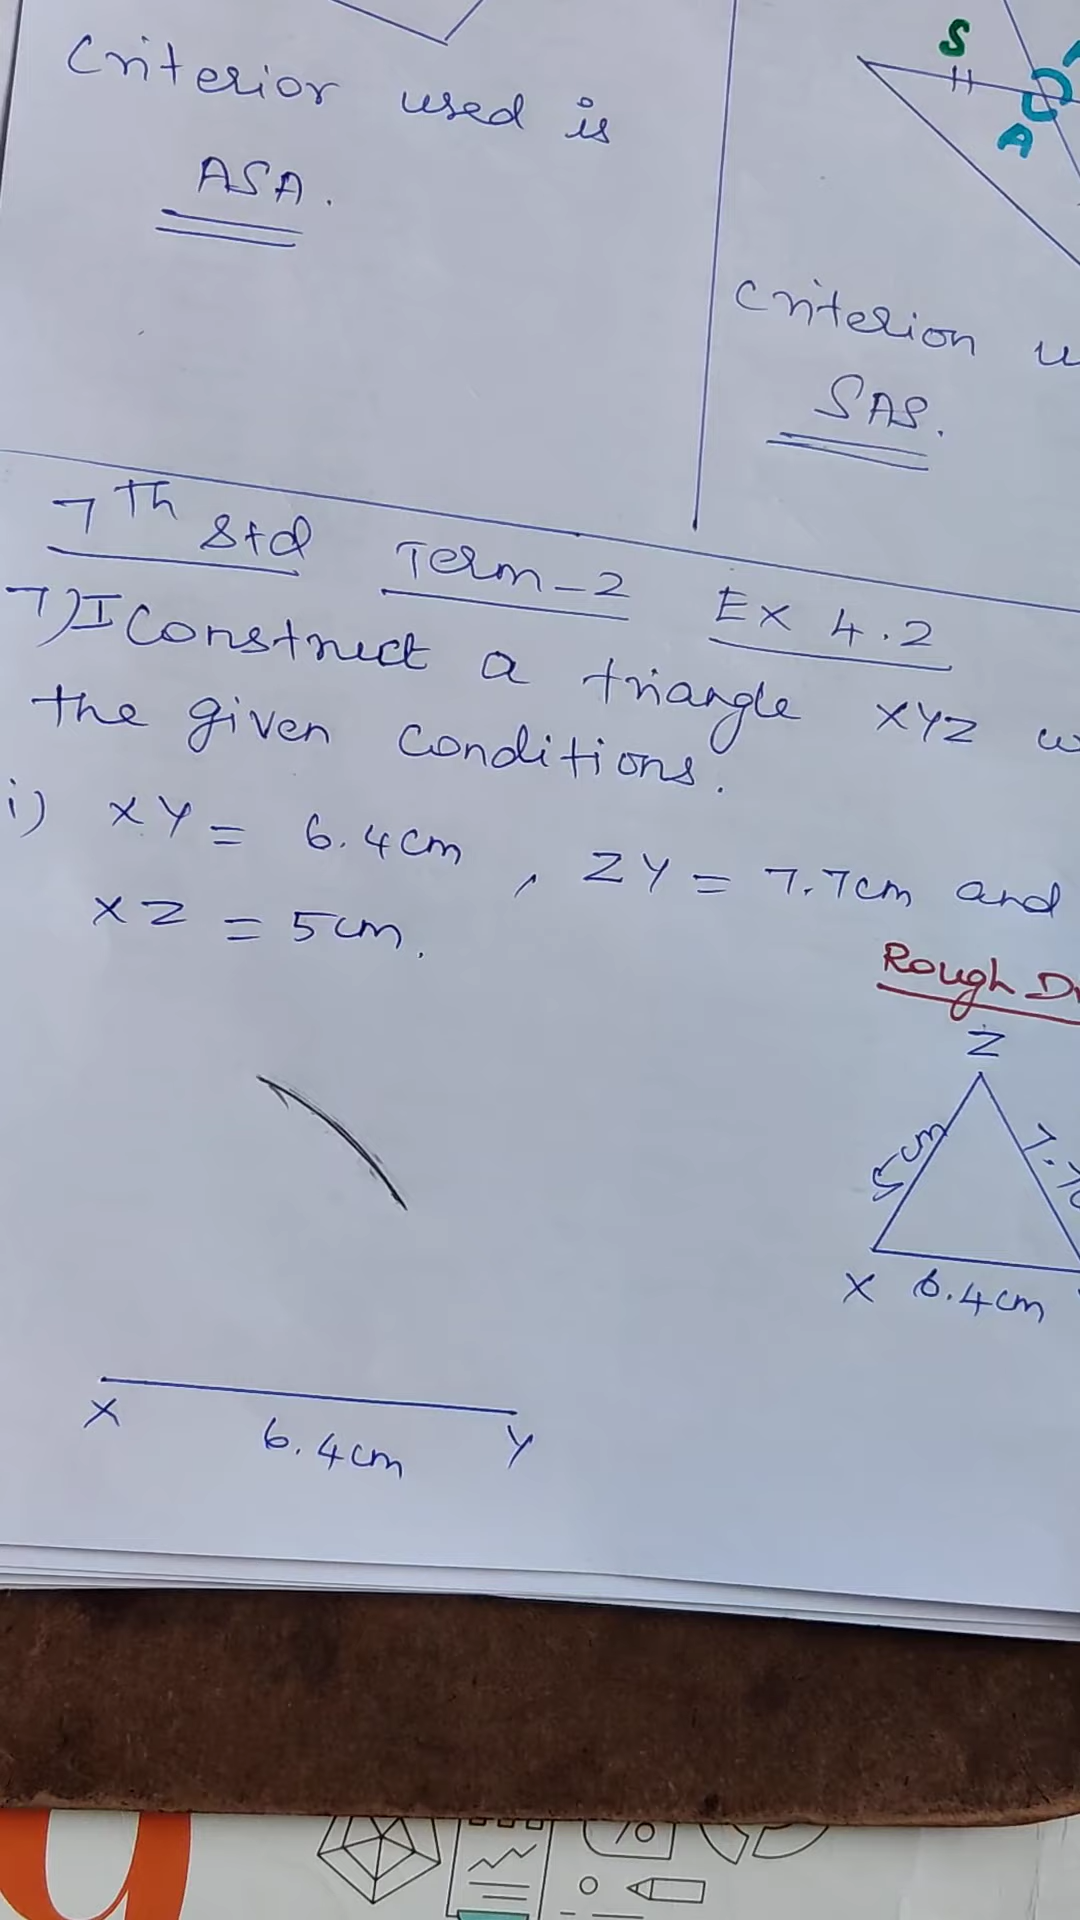 Criterior used is
ASA.
S
A
Criterion
SAS.
7Th Std Term-2 Ex 4.2
7) I Construct a triangle XYZ
the given conditions.
i) XY = 6.4cm, ZY = 7.7cm and
XZ = 5cm.
Rough
Z
5cm
X 6.4cm
X 6.4cm Y
%